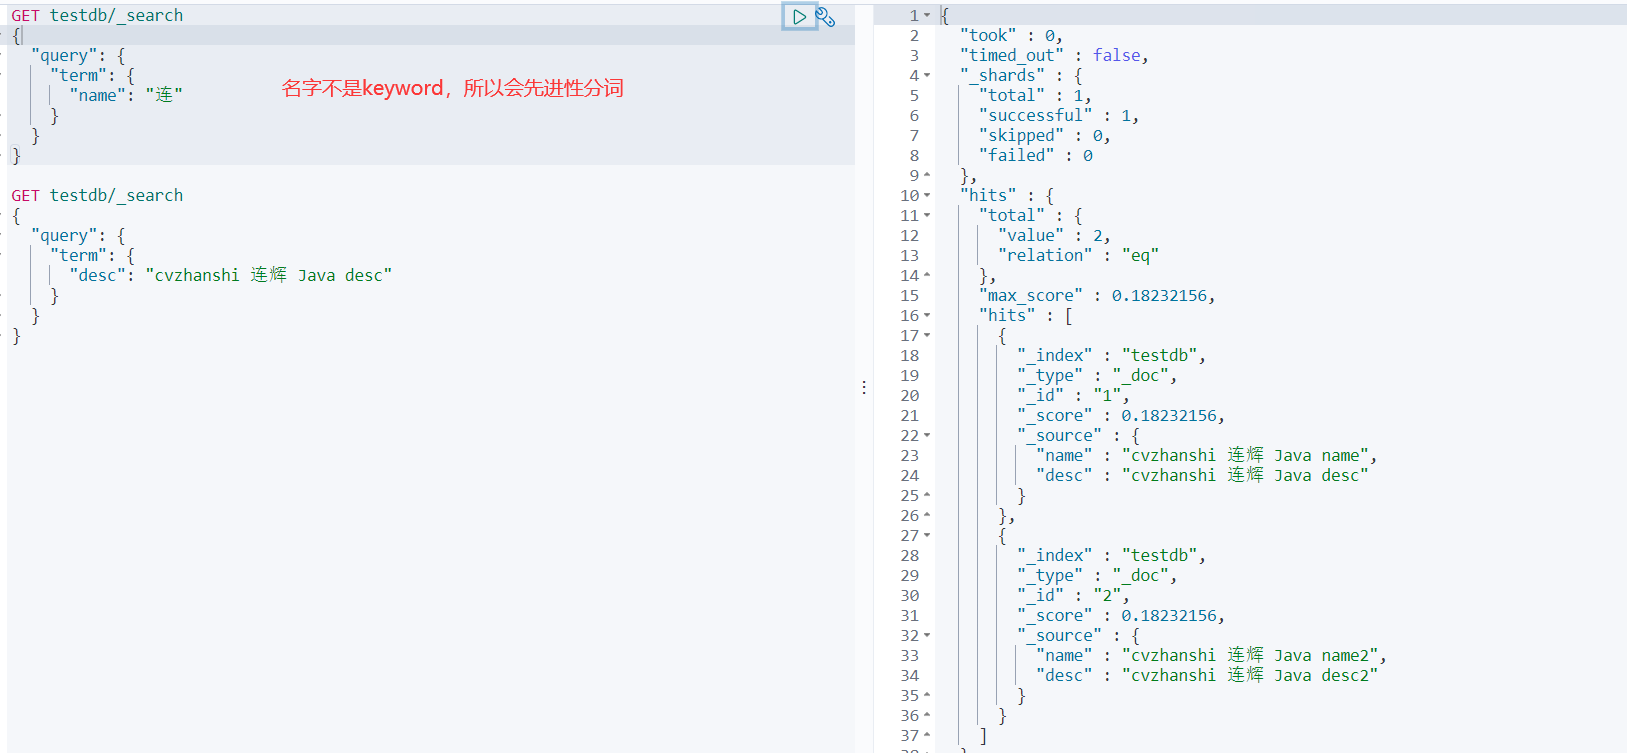 GET testdb/_search
{
"query": {
"term": {
"name": "连"
}
}
}
名字不是keyword，所以会先进性分词
GET testdb/_search
{
"query": {
"term": {
"desc": "cvzhanshi 连辉 Java desc"
}
}
}
1 {
2 "took" : 0,
3 "timed_out" : false,
4 "_shards" : {
5 "total" : 1,
6 "successful" : 1,
7 "skipped" : 0,
8 "failed" : 0
9 },
10 "hits" : {
11 "total" : {
12 "value" : 2,
13 "relation" : "eq"
14 },
15 "max_score" : 0.18232156,
16 "hits" : [
17 {
18 "_index" : "testdb",
19 "_type" : "_doc",
20 "_id" : "1",
21 "_score" : 0.18232156,
22 "_source" : {
23 "name" : "cvzhanshi 连辉 Java name",
24 "desc" : "cvzhanshi 连辉 Java desc"
25 }
26 },
27 {
28 "_index" : "testdb",
29 "_type" : "_doc",
30 "_id" : "2",
31 "_score" : 0.18232156,
32 "_source" : {
33 "name" : "cvzhanshi 连辉 Java name2",
34 "desc" : "cvzhanshi 连辉 Java desc2"
35 }
36 }
37 ]